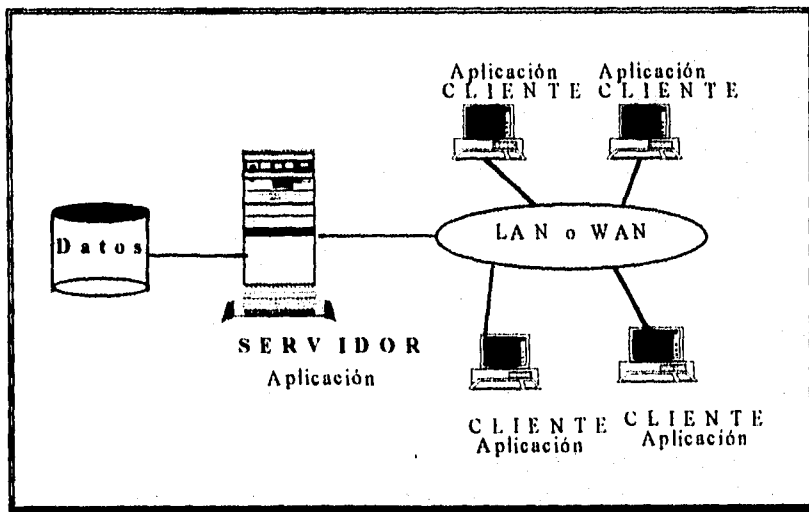 Aplicación Aplicación
CLIENTE CLIENTE
LAN o WAN
Datos
SERVIDOR
Aplicación
CLIENTE CLIENTE
Aplicación Aplicación